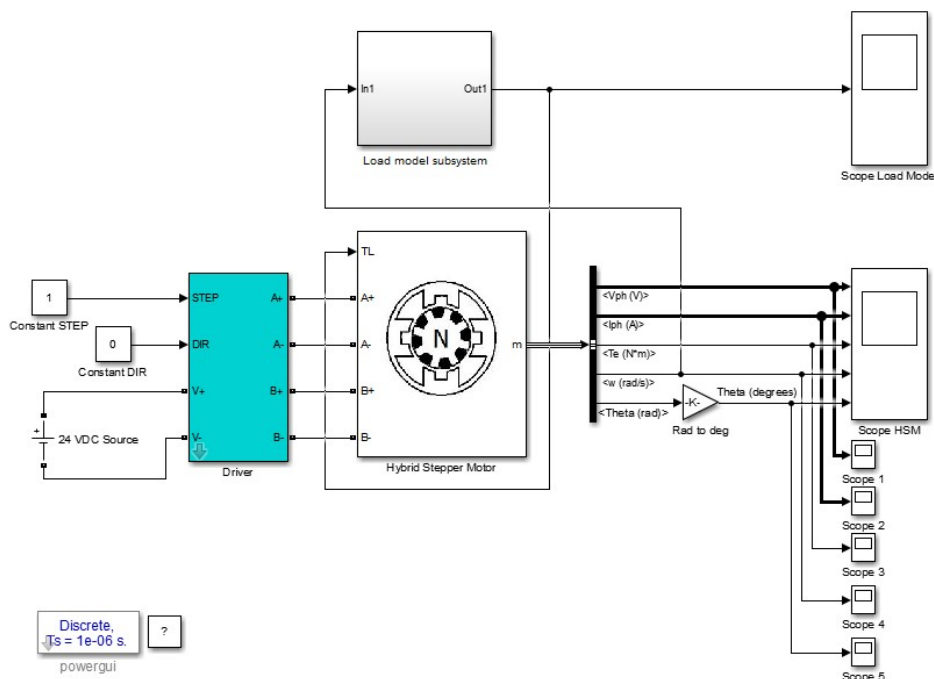 In1
Out1
Load model subsystem
Scope Load Mode
TL
1
Constant STEP
0
Constant DIR
STEP
DIR
V+
V-
A+
A-
B+
B-
Driver
24 VDC Source
+
A+
A-
B+
B-
N
m
Hybrid Stepper Motor
<Vph (V)>
<Iph (A)>
<Te (N*m)>
<w (rad/s)>
<Theta (rad)>
-K-
Rad to deg
Theta (degrees)
Scope HSM
Scope 1
Scope 2
Scope 3
Scope 4
Scope 5
Discrete,
Ts = 1e-06 s.
powergui
?